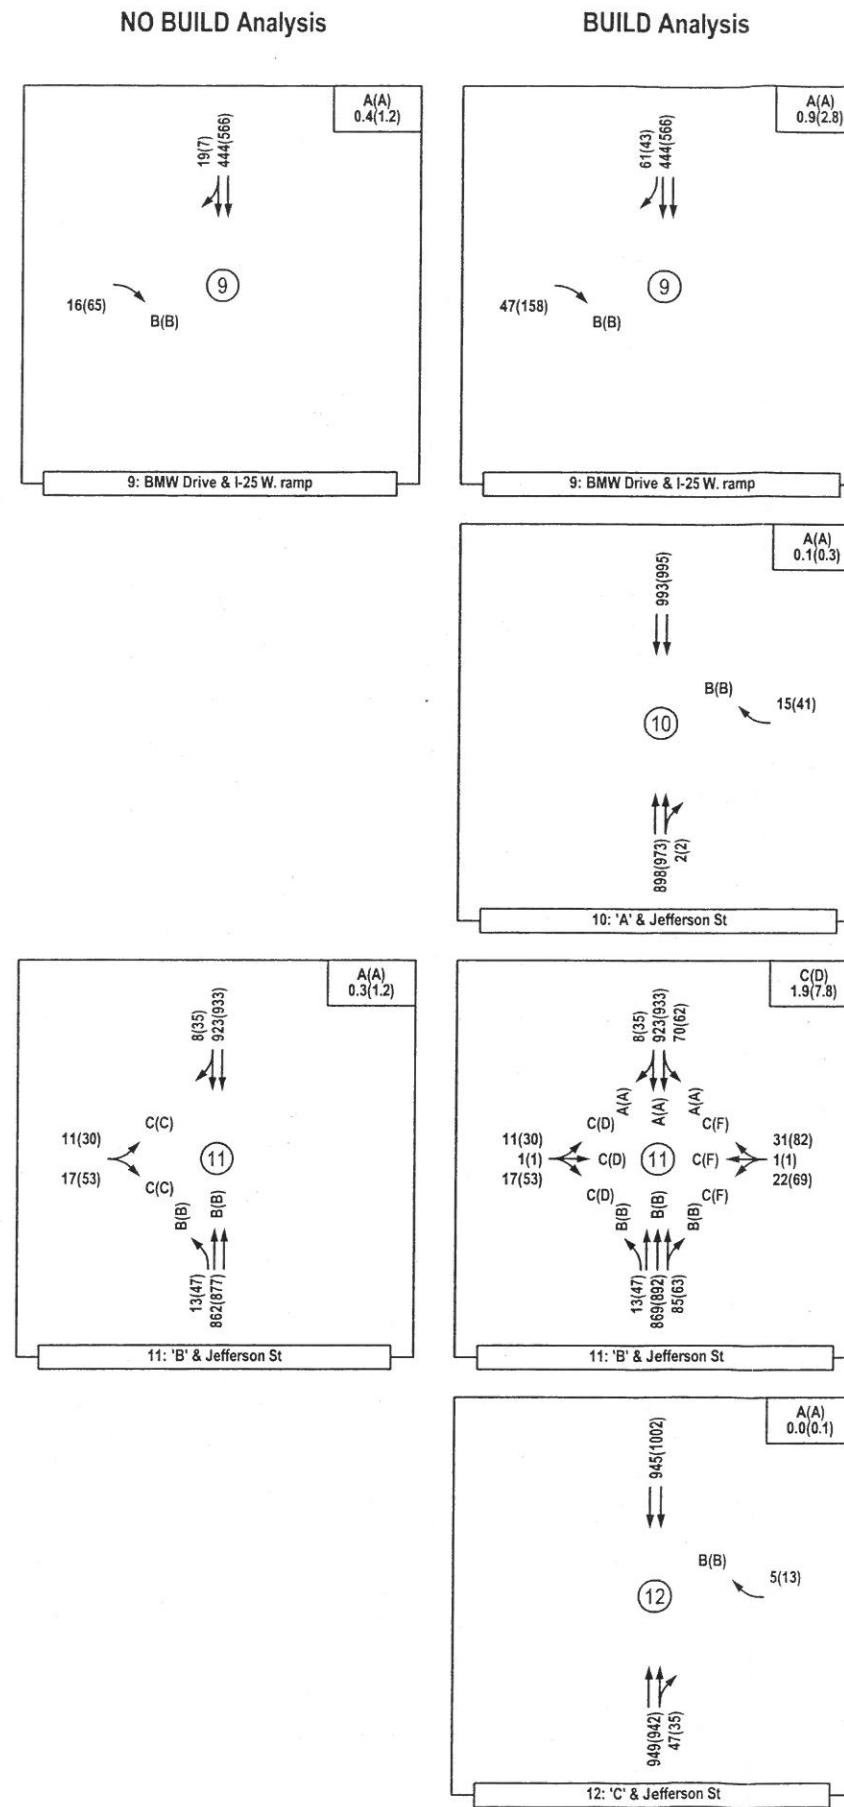 NO BUILD Analysis
BUILD Analysis
A(A)
0.4(1.2)
19(7)
444(566)
16(65)
B(B)
9
9: BMW Drive & I-25 W. ramp
A(A)
0.9(2.8)
61(43)
444(566)
47(158)
B(B)
9
9: BMW Drive & I-25 W. ramp
A(A)
0.1(0.3)
993(995)
B(B)
15(41)
10
898(973)
2(2)
10: 'A' & Jefferson St
A(A)
0.3(1.2)
8(35)
923(933)
11(30)
C(C)
17(53)
C(C)
11
B(B)
B(B)
13(47)
862(877)
11: 'B' & Jefferson St
C(D)
1.9(7.8)
8(35)
923(933)
70(62)
A(A)
A(A)
A(A)
11(30)
C(D)
C(F)
31(82)
1(1)
C(D)
11
C(F)
1(1)
17(53)
C(D)
C(F)
22(69)
B(B)
B(B)
B(B)
13(47)
869(892)
85(63)
11: 'B' & Jefferson St
A(A)
0.0(0.1)
945(1002)
B(B)
5(13)
12
949(942)
47(35)
12: 'C' & Jefferson St